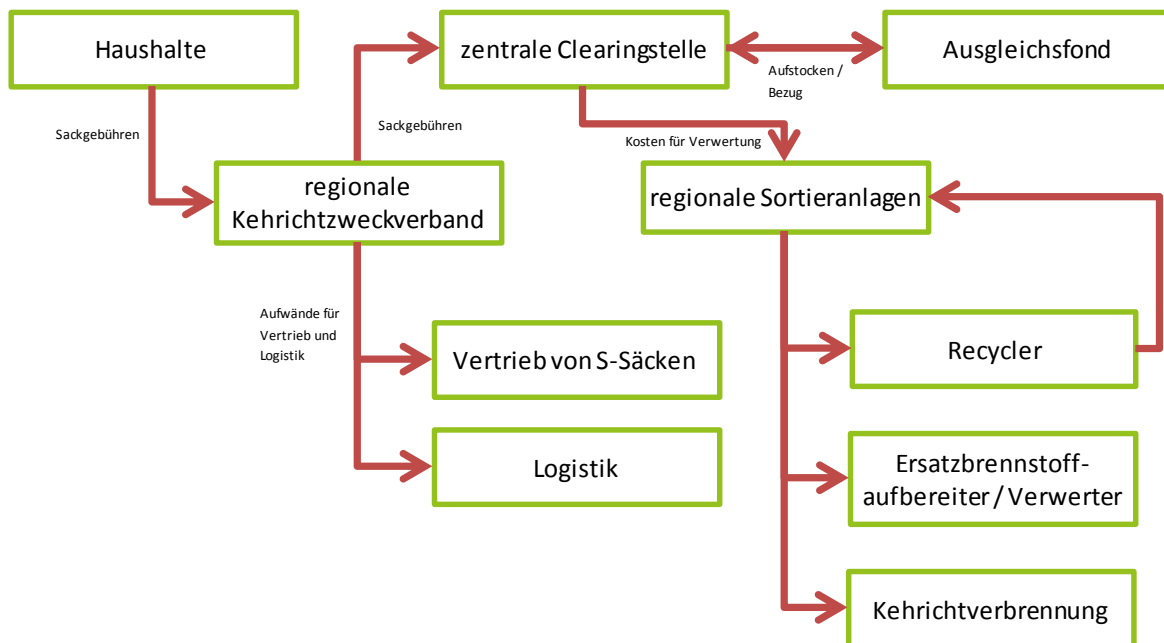 Haushalte
zentrale Clearingstelle
Ausgleichsfond
Aufstocken /
Bezug
Sackgebühren
Sackgebühren
Kosten für Verwertung
regionale
Kehrichtzweckverband
regionale Sortieranlagen
Aufwände für
Vertrieb und
Logistik
Vertrieb von S-Säcken
Recycler
Logistik
Ersatzbrennstoff-
aufbereiter / Verwerter
Kehrichtverbrennung